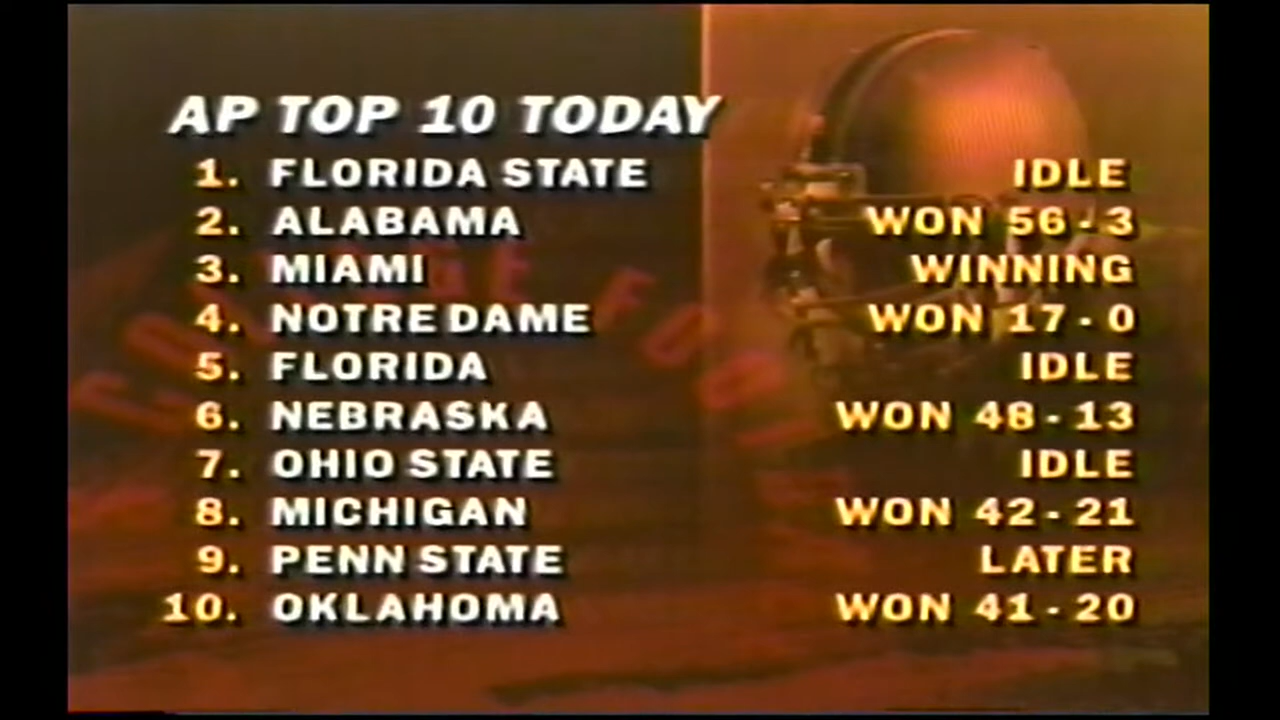 AP TOP 10 TODAY
1. FLORIDA STATE IDLE
2. ALABAMA WON 56-3
3. MIAMI WINNING
4. NOTRE DAME WON 17-0
5. FLORIDA IDLE
6. NEBRASKA WON 48-13
7. OHIO STATE IDLE
8. MICHIGAN WON 42-21
9. PENN STATE LATER
10. OKLAHOMA WON 41-20